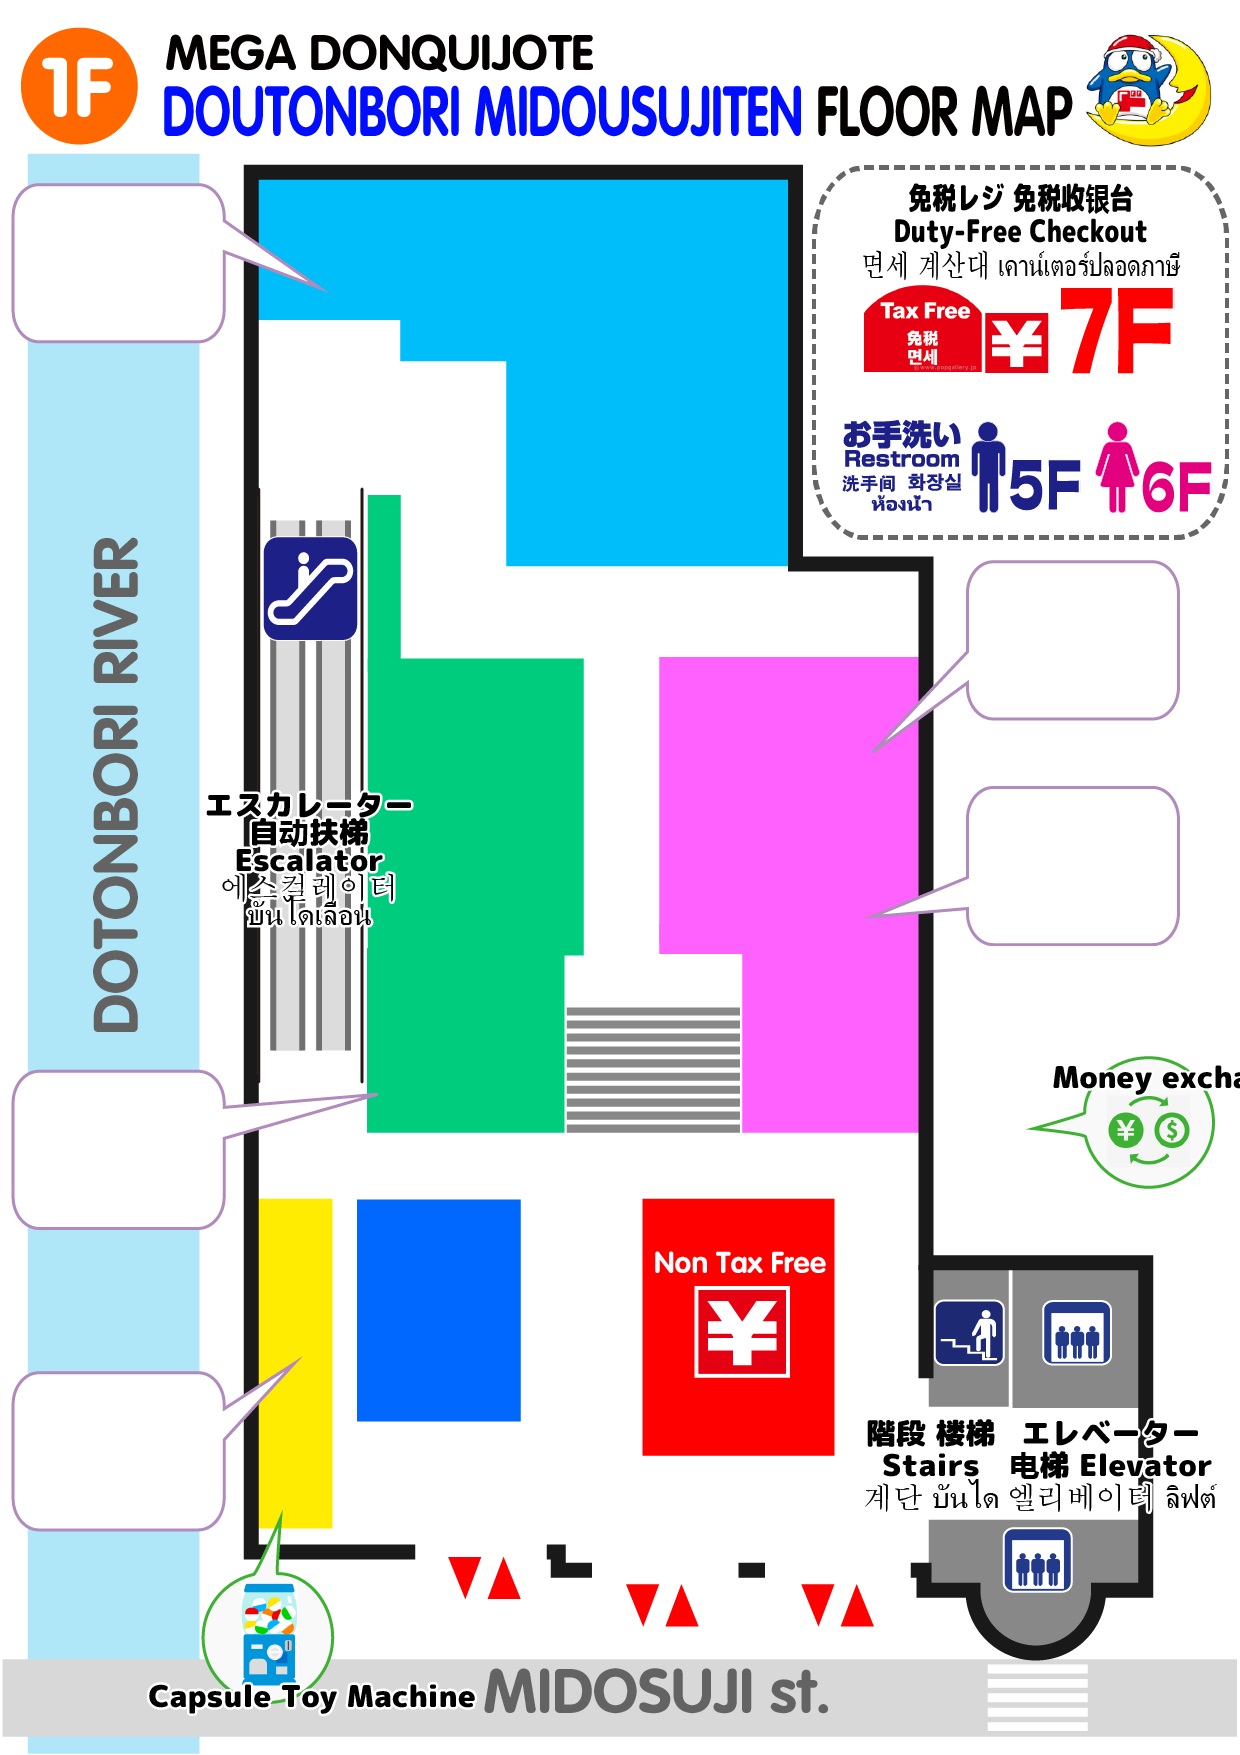 1F
MEGA DONQUIJOTE
DOUTONBORI MIDOUSUJITEN FLOOR MAP
免税レジ 免税收银台
Duty-Free Checkout
면세 계산대 เคาน์เตอร์ปลอดภาษี
Tax Free
免税
면세
©www.popgallery.jp
¥
7F
お手洗い
Restroom
洗手间 화장실
ห้องน้ำ
5F
6F
DOTONBORI RIVER
エスカレーター
自动扶梯
Escalator
에스컬레이터
บันไดเลื่อน
Money excha
¥ $
Non Tax Free
¥
階段 楼梯
Stairs
계단 บันได
エレベーター
电梯 Elevator
엘리베이터 ลิฟต์
Capsule Toy Machine
MIDOSUJI st.